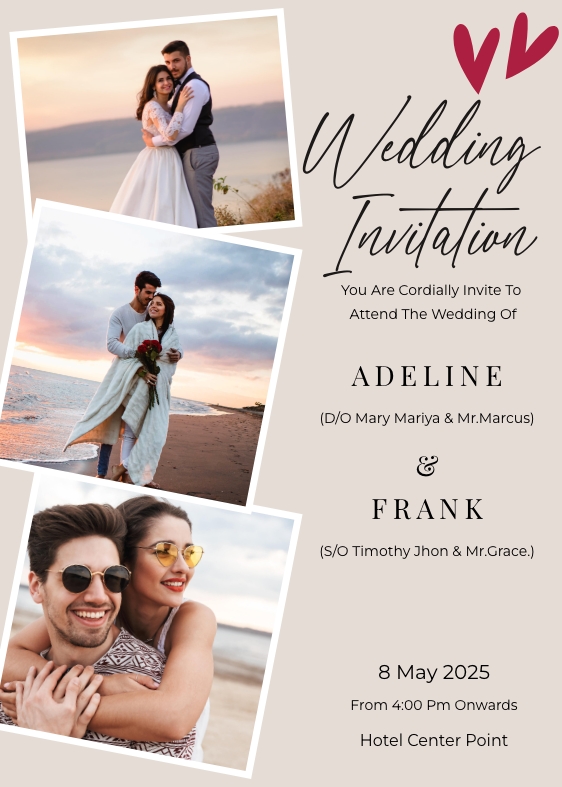 Wedding
Invitation
You Are Cordially Invite To
Attend The Wedding Of
ADELINE
(D/O Mary Mariya & Mr.Marcus)
&
FRANK
(S/O Timothy Jhon & Mr.Grace.)
8 May 2025
From 4:00 Pm Onwards
Hotel Center Point